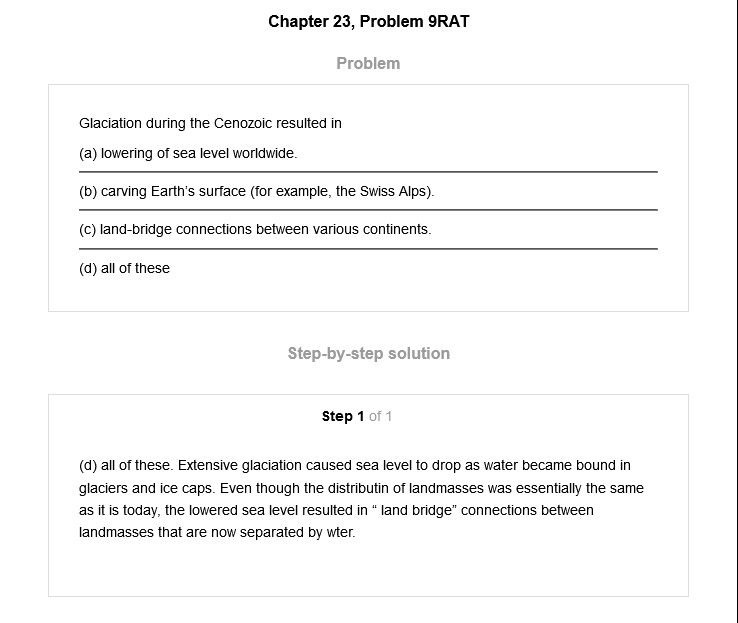 Chapter 23, Problem 9RAT
Problem
Glaciation during the Cenozoic resulted in
(a) lowering of sea level worldwide.
(b) carving Earth's surface (for example, the Swiss Alps).
(c) land-bridge connections between various continents.
(d) all of these
Step-by-step solution
Step 1 of 1
(d) all of these. Extensive glaciation caused sea level to drop as water became bound in
glaciers and ice caps. Even though the distributin of landmasses was essentially the same
as it is today, the lowered sea level resulted in “ land bridge” connections between
landmasses that are now separated by wter.